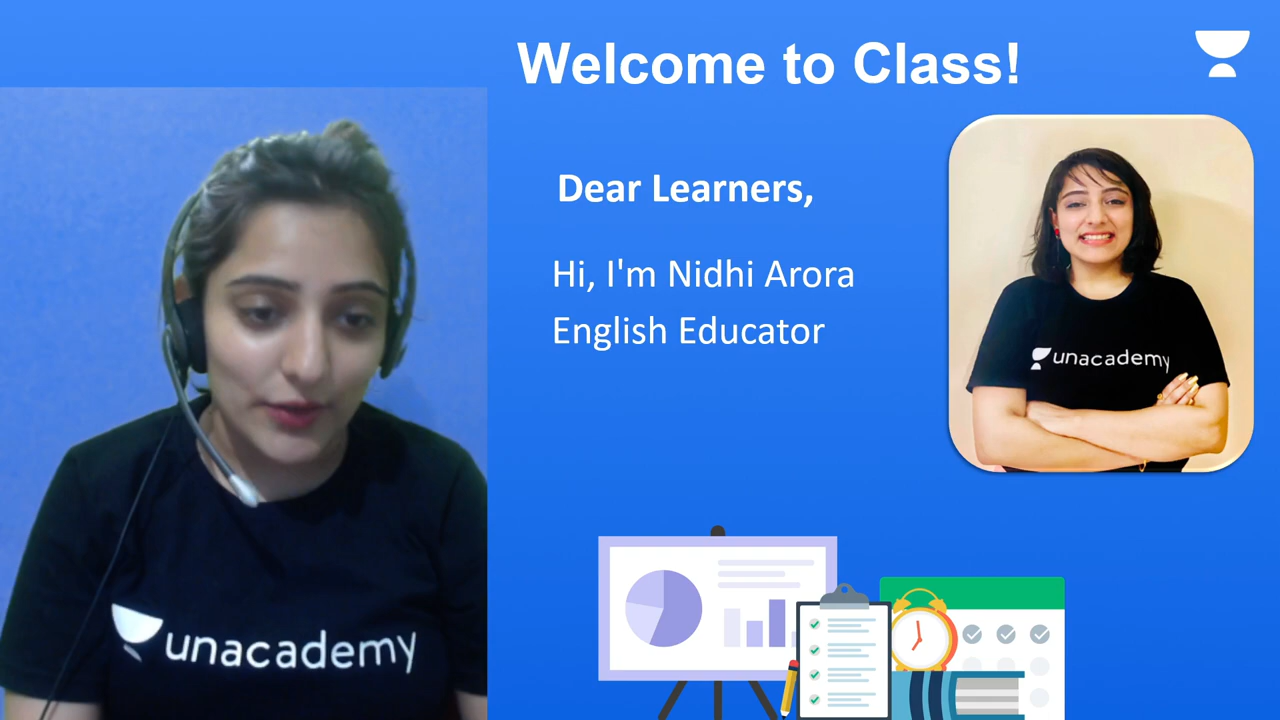 Welcome to Class!
Dear Learners,
Hi, I'm Nidhi Arora
English Educator
unacademy
unacademy